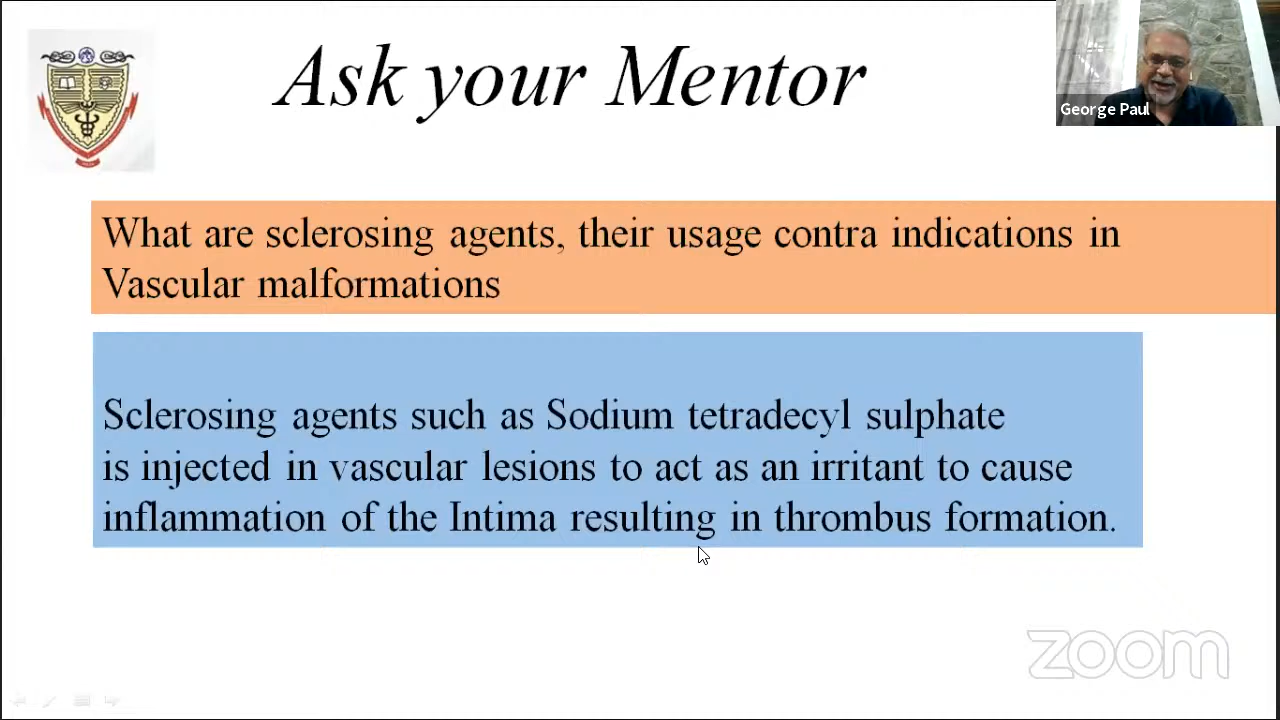 Ask your Mentor
George Paul
What are sclerosing agents, their usage contra indications in
Vascular malformations
Sclerosing agents such as Sodium tetradecyl sulphate
is injected in vascular lesions to act as an irritant to cause
inflammation of the Intima resulting in thrombus formation.
zoom